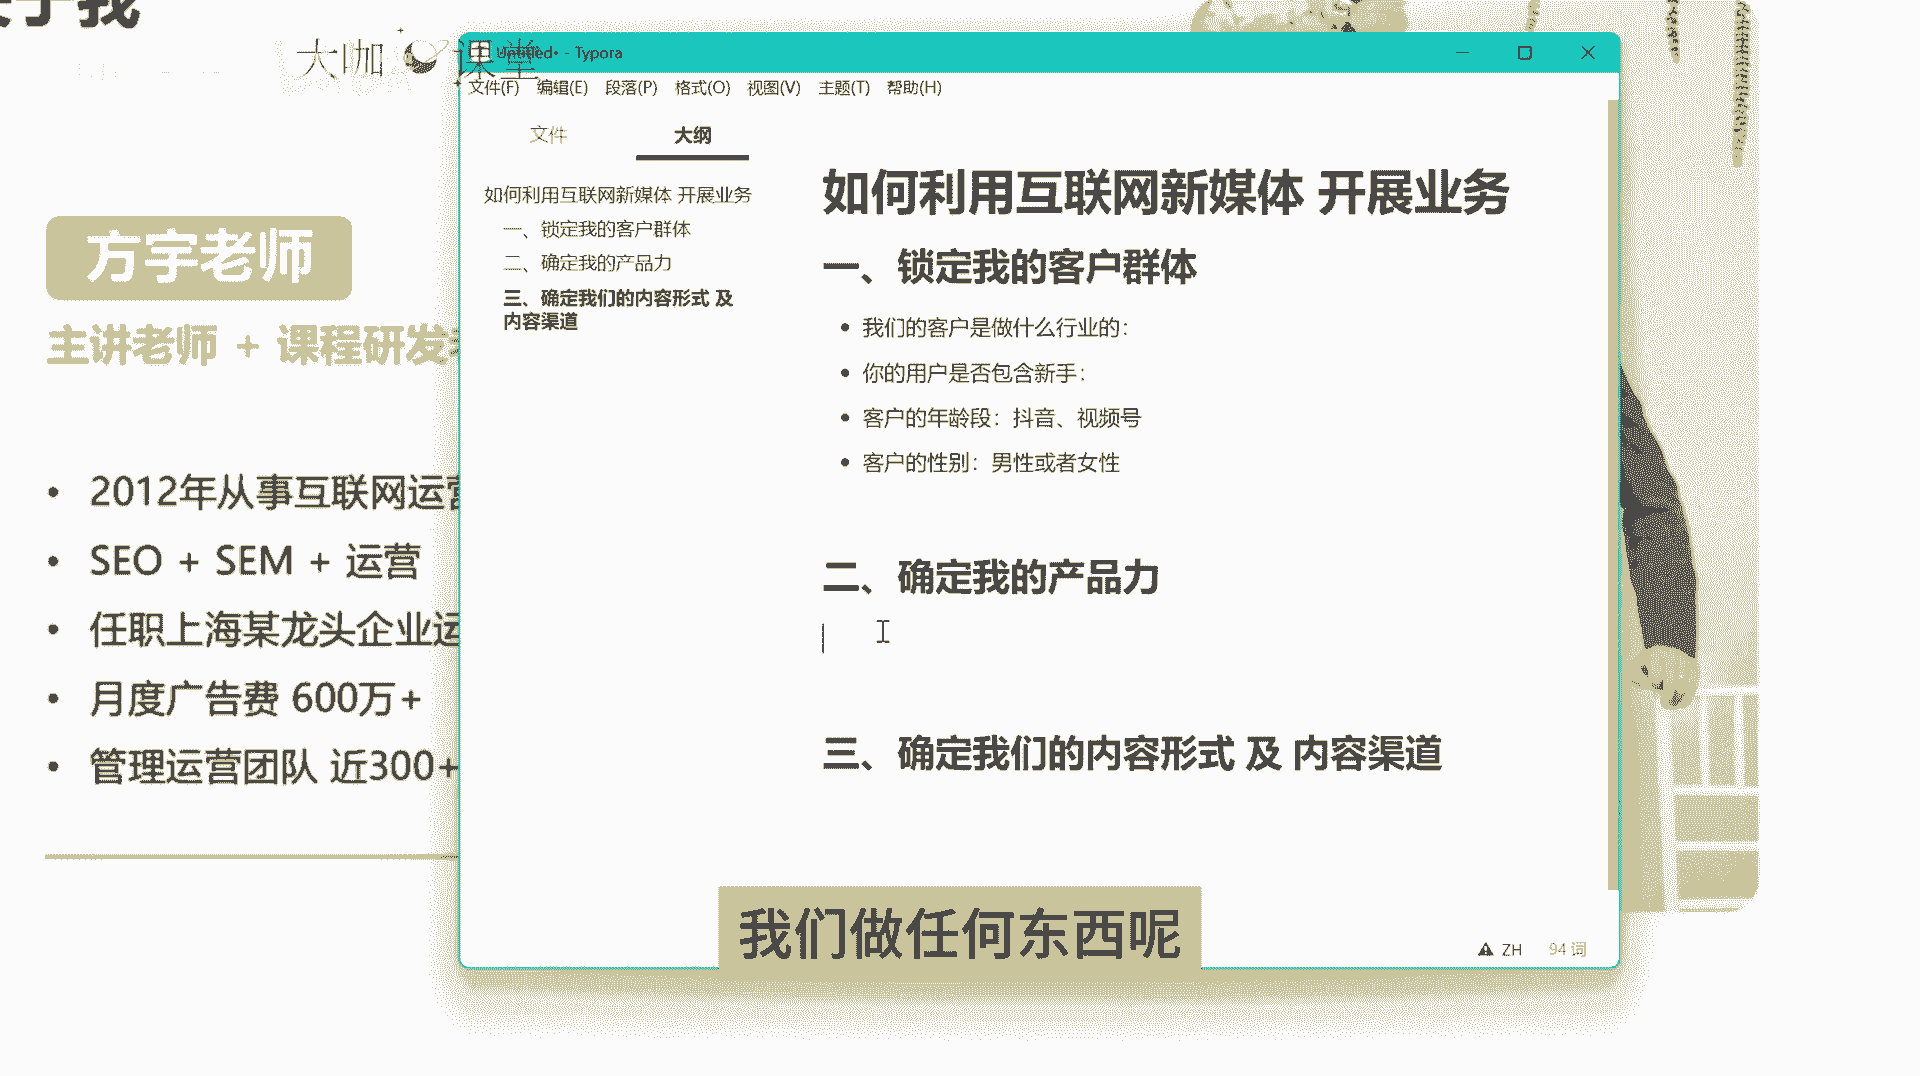 大咖课堂
方宇老师
主讲老师 + 课程研发
2012年从事互联网运营
SEO + SEM + 运营
任职上海某龙头企业运
月度广告费 600万+
管理运营团队 近300+
Untitled• - Typora
文件(F) 编辑(E) 段落(P) 格式(O) 视图(V) 主题(T) 帮助(H)
文件 大纲
如何利用互联网新媒体 开展业务
一、锁定我的客户群体
二、确定我的产品力
三、确定我们的内容形式 及
内容渠道
如何利用互联网新媒体 开展业务
一、锁定我的客户群体
我们的客户是做什么行业的：
你的用户是否包含新手：
客户的年龄段：抖音、视频号
客户的性别：男性或者女性
二、确定我的产品力
三、确定我们的内容形式 及 内容渠道
我们做任何东西呢
ZH 94 词